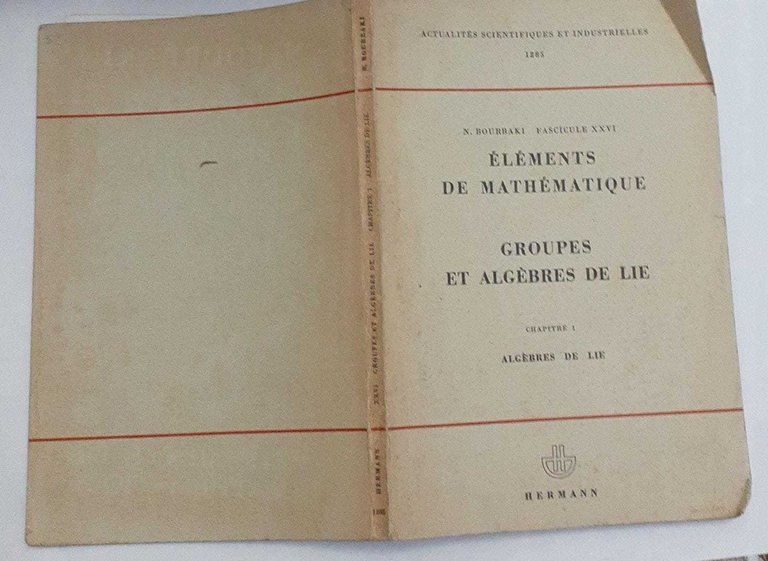 ACTUALITÉS SCIENTIFIQUES ET INDUSTRIELLES
1285
N. BOURBAKI FASCICULE XXVI
ÉLÉMENTS
DE MATHÉMATIQUE
GROUPES
ET ALGÈBRES DE LIE
CHAPITRE 1
ALGÈBRES DE LIE
HERMANN
1285 HERMANN XXVI GROUPES ET ALGÈBRES DE LIE CHAPITRE 1 ALGÈBRES DE LIE N. BOURBAKI